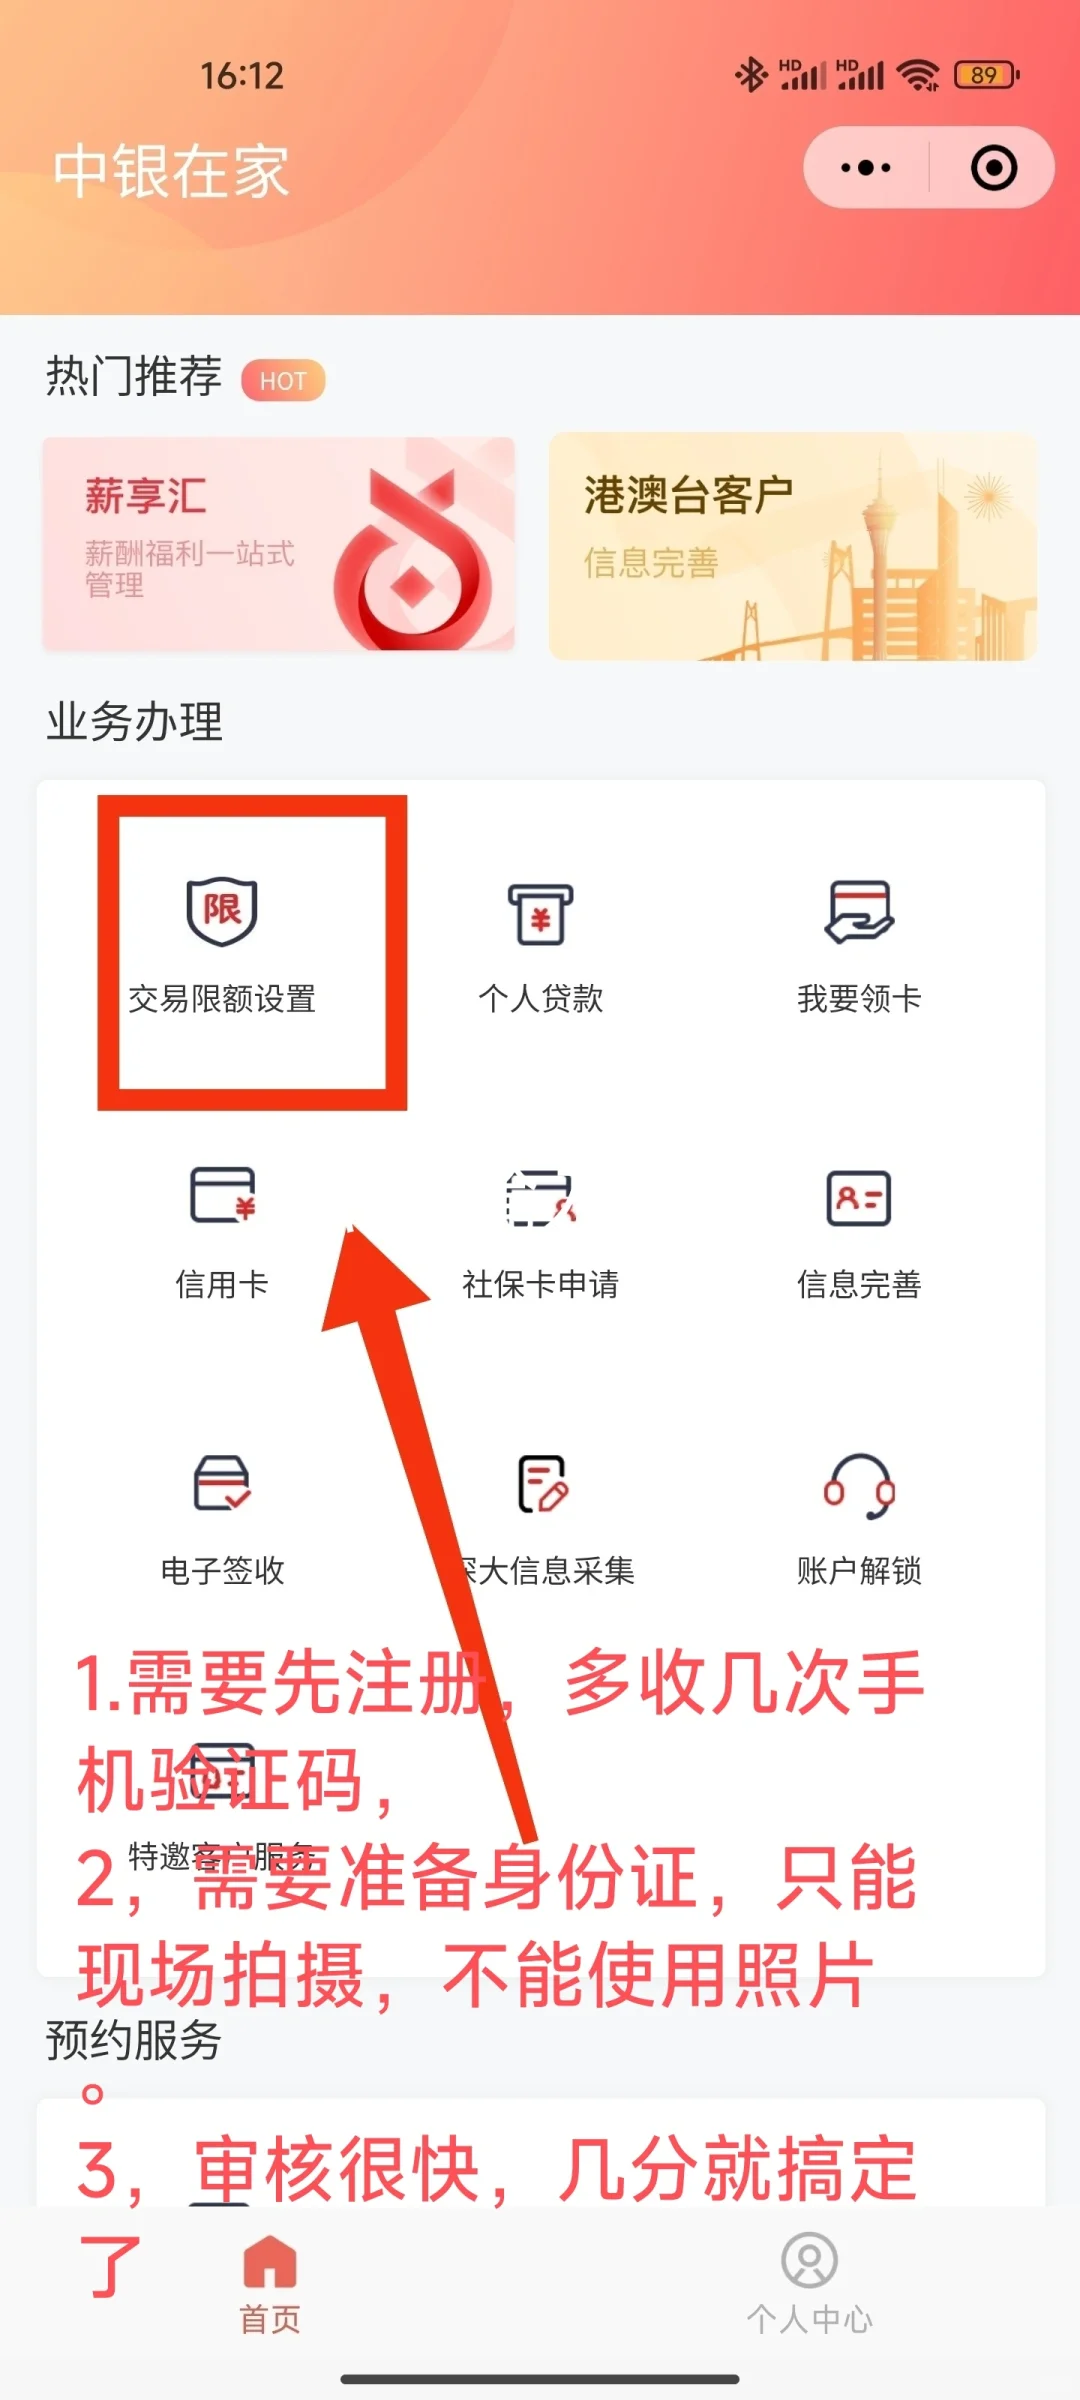 16:12
HD HD 89
中银在家
热门推荐 HOT
薪享汇
薪酬福利一站式
管理
港澳台客户
信息完善
业务办理
限
交易限额设置
个人贷款
我要领卡
信用卡
社保卡申请
信息完善
电子签收
深大信息采集
账户解锁
1.需要先注册，多收几次手
机验证码，
特邀客户服务
2，需要准备身份证，只能
现场拍摄，不能使用照片
预约服务
。
3，审核很快，几分就搞定
了
首页
个人中心